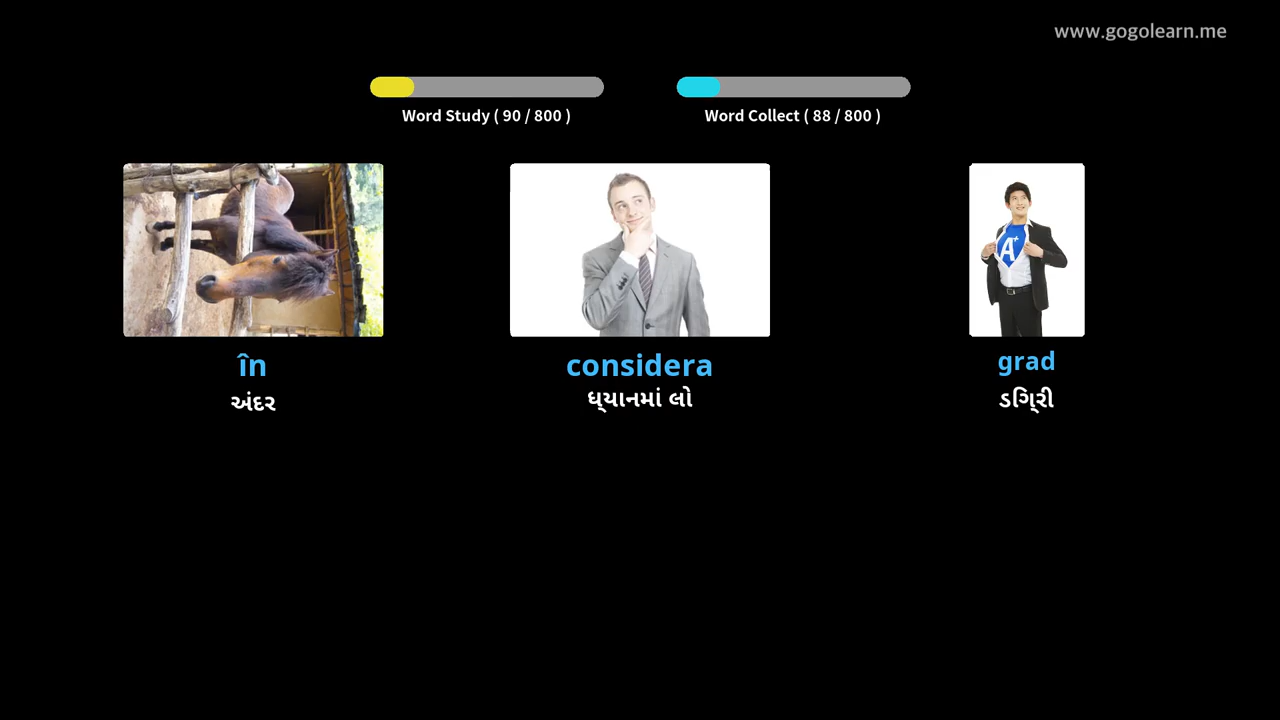 www.gogolearn.me
Word Study ( 90 / 800 )
Word Collect ( 88 / 800 )
A+
în
considera
grad
અંદર
ધ્યાનમાં લો
ડિગ્રી